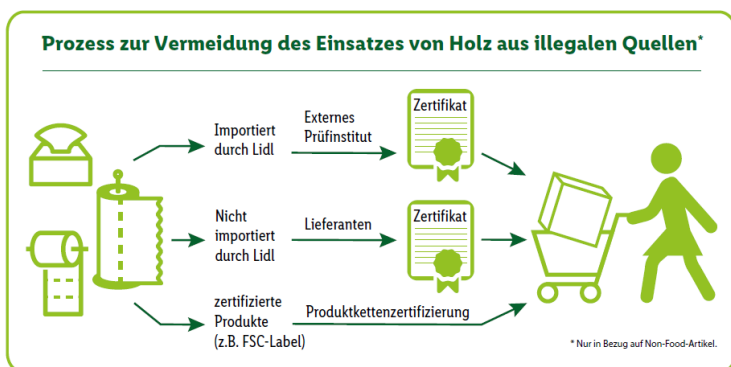 Prozess zur Vermeidung des Einsatzes von Holz aus illegalen Quellen*
Importiert
durch Lidl
Externes
Prüfinstitut
Zertifikat
Nicht
importiert
durch Lidl
Lieferanten
Zertifikat
zertifizierte
Produkte
(z.B. FSC-Label)
Produktkettenzertifizierung
* Nur in Bezug auf Non-Food-Artikel.